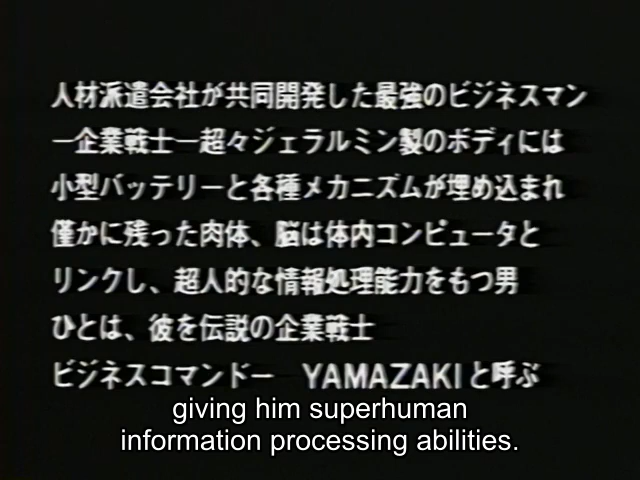 人材派遣会社が共同開発した最強のビジネスマン
―企業戦士―超々ジェラルミン製のボディには
小型バッテリーと各種メカニズムが埋め込まれ
僅かに残った肉体、脳は体内コンピュータと
リンクし、超人的な情報処理能力をもつ男
ひとは、彼を伝説の企業戦士
ビジネスコマンドー　YAMAZAKIと呼ぶ
giving him superhuman
information processing abilities.